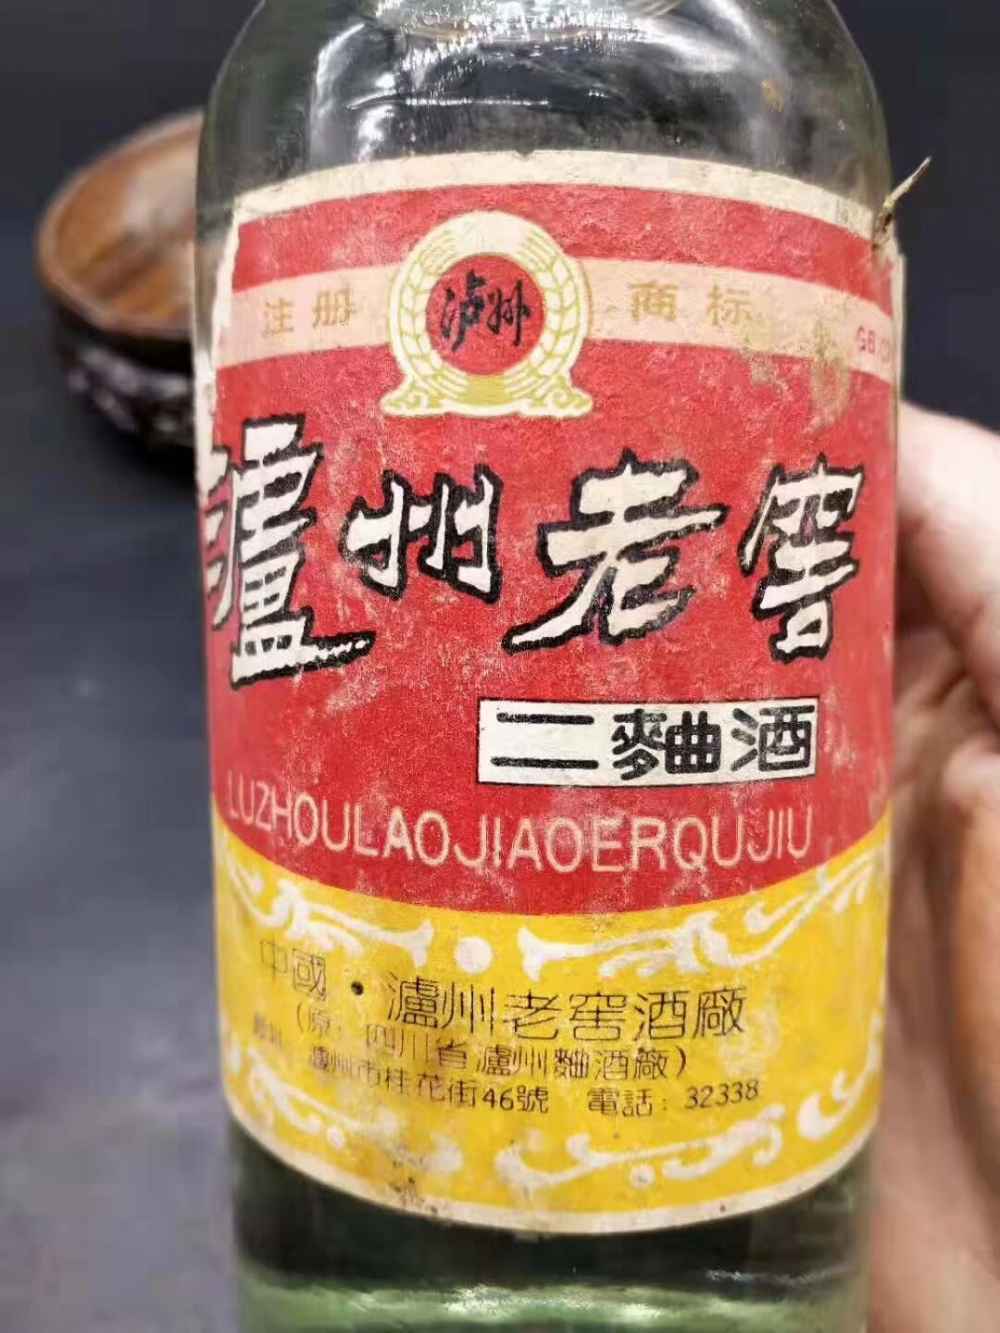 注册 泸州 商标
GB
瀘州老窖
二麯酒
LUZHOULAOJIAOERQUJIU
中國·瀘州老窖酒廠
(原:四川省瀘州麯酒廠)
瀘州市桂花街46號 電話:32338